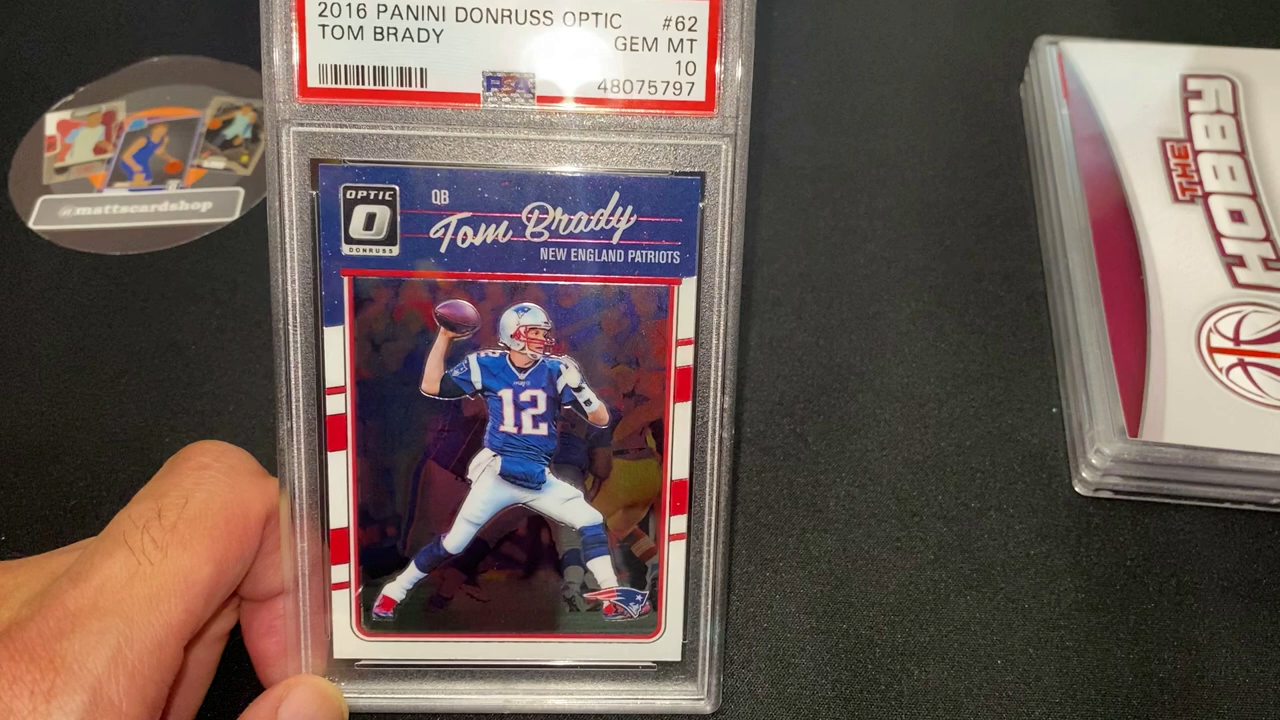 2016 PANINI DONRUSS OPTIC #62
TOM BRADY GEM MT
10
48075797
PSA
OPTIC
DONRUSS
QB
Tom Brady
NEW ENGLAND PATRIOTS
12
@mattscardshop
THE
HOBBY